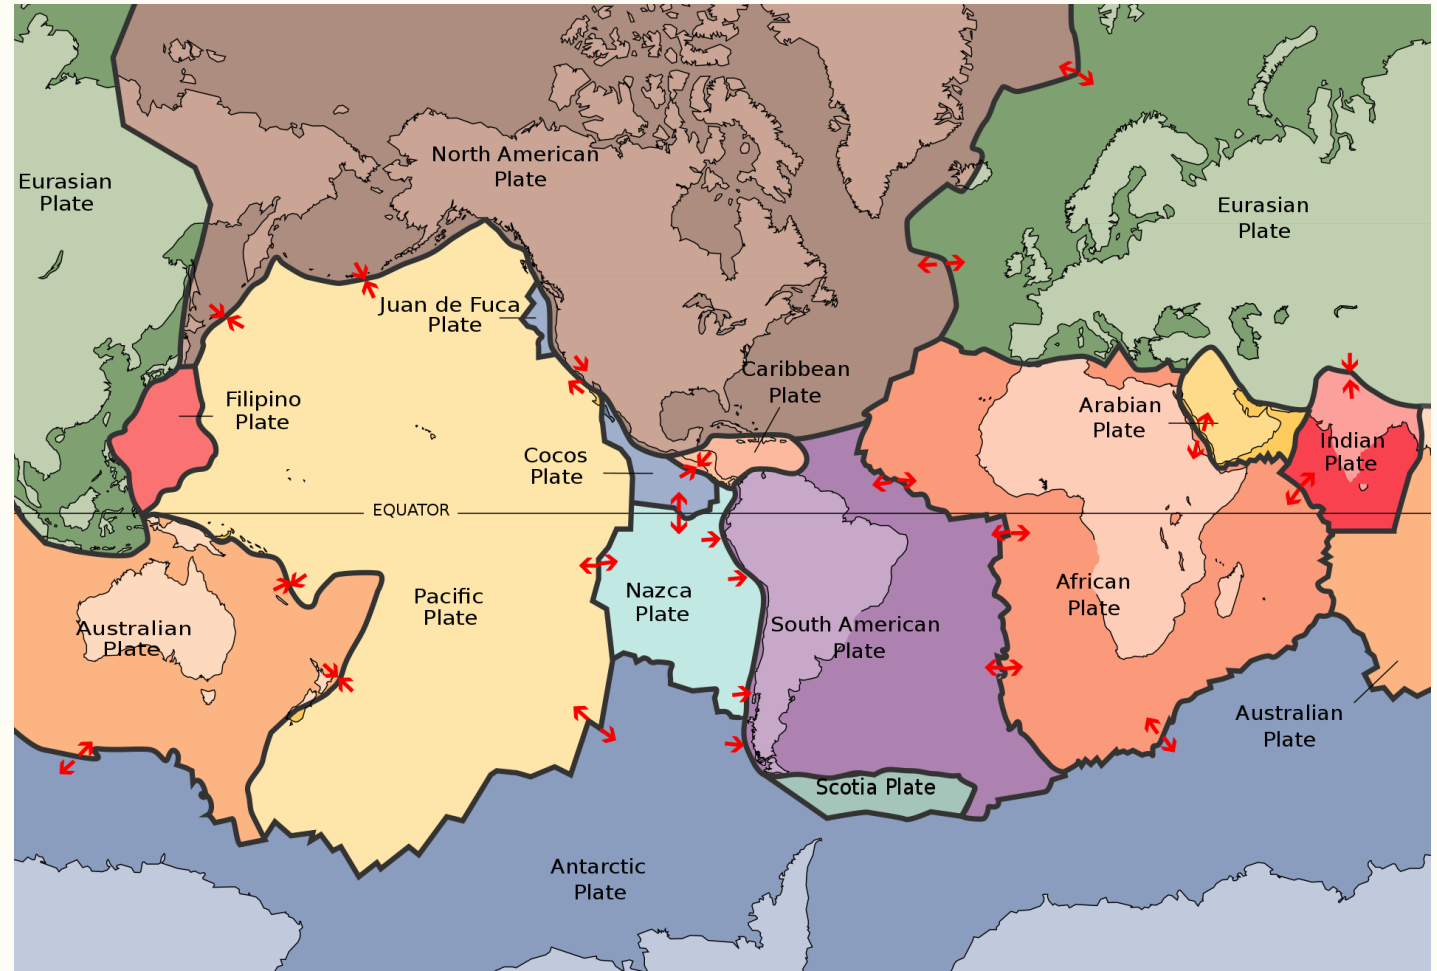 North American
Plate
Eurasian
Plate
Eurasian
Plate
Juan de Fuca
Plate
Caribbean
Plate
Filipino
Plate
Arabian
Plate
Indian
Plate
Cocos
Plate
EQUATOR
Pacific
Plate
Nazca
Plate
African
Plate
Australian
Plate
South American
Plate
Australian
Plate
Scotia Plate
Antarctic
Plate